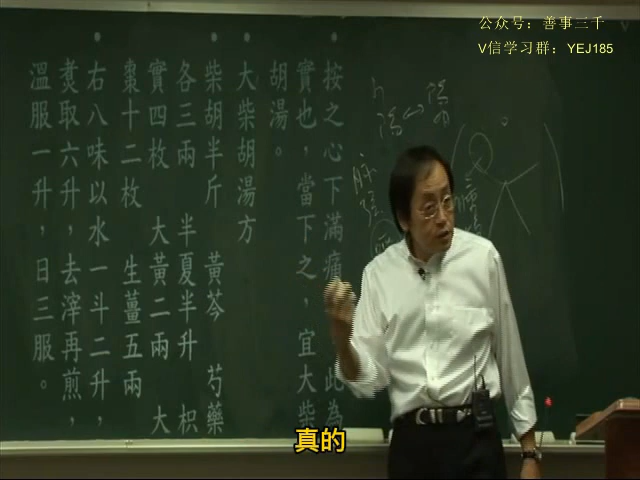 公众号：善事三千
V信学习群：YEJ185
按之心下滿痛 此為
實也，當下之，宜大柴
胡湯。
大柴胡湯方
柴胡半斤 黃芩 芍藥
各三兩 半夏半升 枳
實四枚 大黃二兩 大
棗十二枚 生薑五兩
右八味以水一斗二升，
煑取六升，去滓再煎，
溫服一升，日三服。
真的